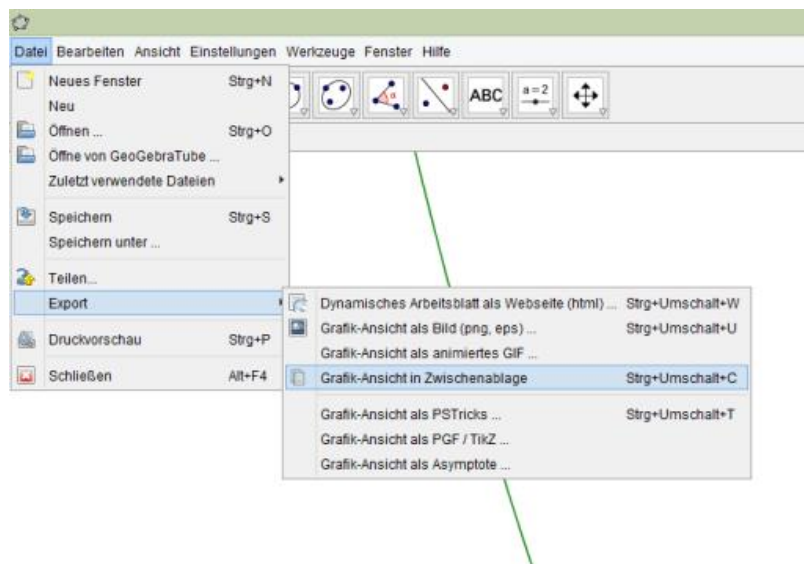 Datei Bearbeiten Ansicht Einstellungen Werkzeuge Fenster Hilfe
Neues Fenster Strg+N
Neu
Öffnen ... Strg+O
Öffne von GeoGebraTube ...
Zuletzt verwendete Dateien
Speichern Strg+S
Speichern unter ...
Teilen...
Export
Druckvorschau Strg+P
Schließen Alt+F4
α
ABC
a=2
Dynamisches Arbeitsblatt als Webseite (html) ... Strg+Umschalt+W
Grafik-Ansicht als Bild (png, eps) ... Strg+Umschalt+U
Grafik-Ansicht als animiertes GIF ...
Grafik-Ansicht in Zwischenablage Strg+Umschalt+C
Grafik-Ansicht als PSTricks ... Strg+Umschalt+T
Grafik-Ansicht als PGF / TikZ ...
Grafik-Ansicht als Asymptote ...